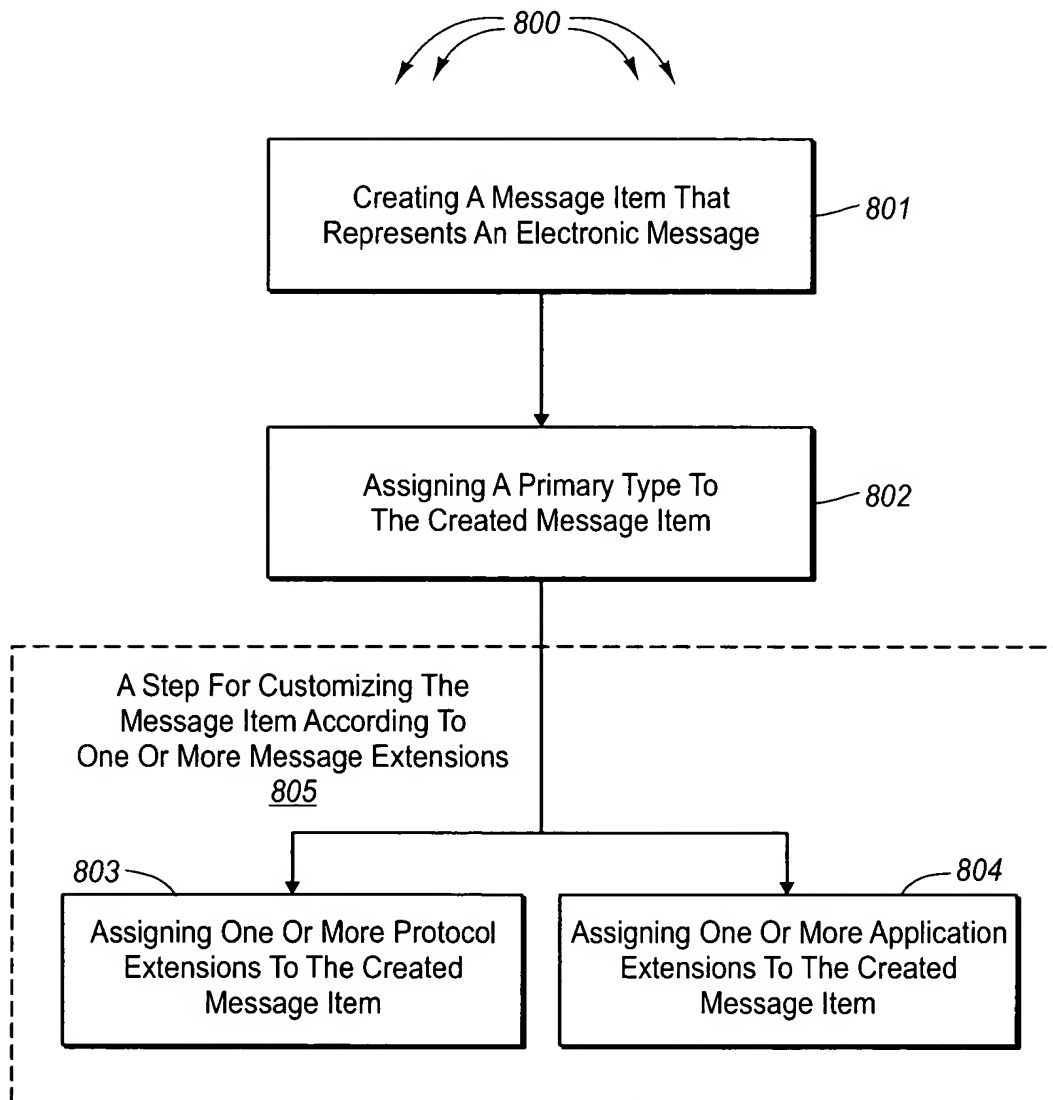 800
Creating A Message Item That
Represents An Electronic Message
801
Assigning A Primary Type To
The Created Message Item
802
A Step For Customizing The
Message Item According To
One Or More Message Extensions
805
803
Assigning One Or More Protocol
Extensions To The Created
Message Item
804
Assigning One Or More Application
Extensions To The Created
Message Item